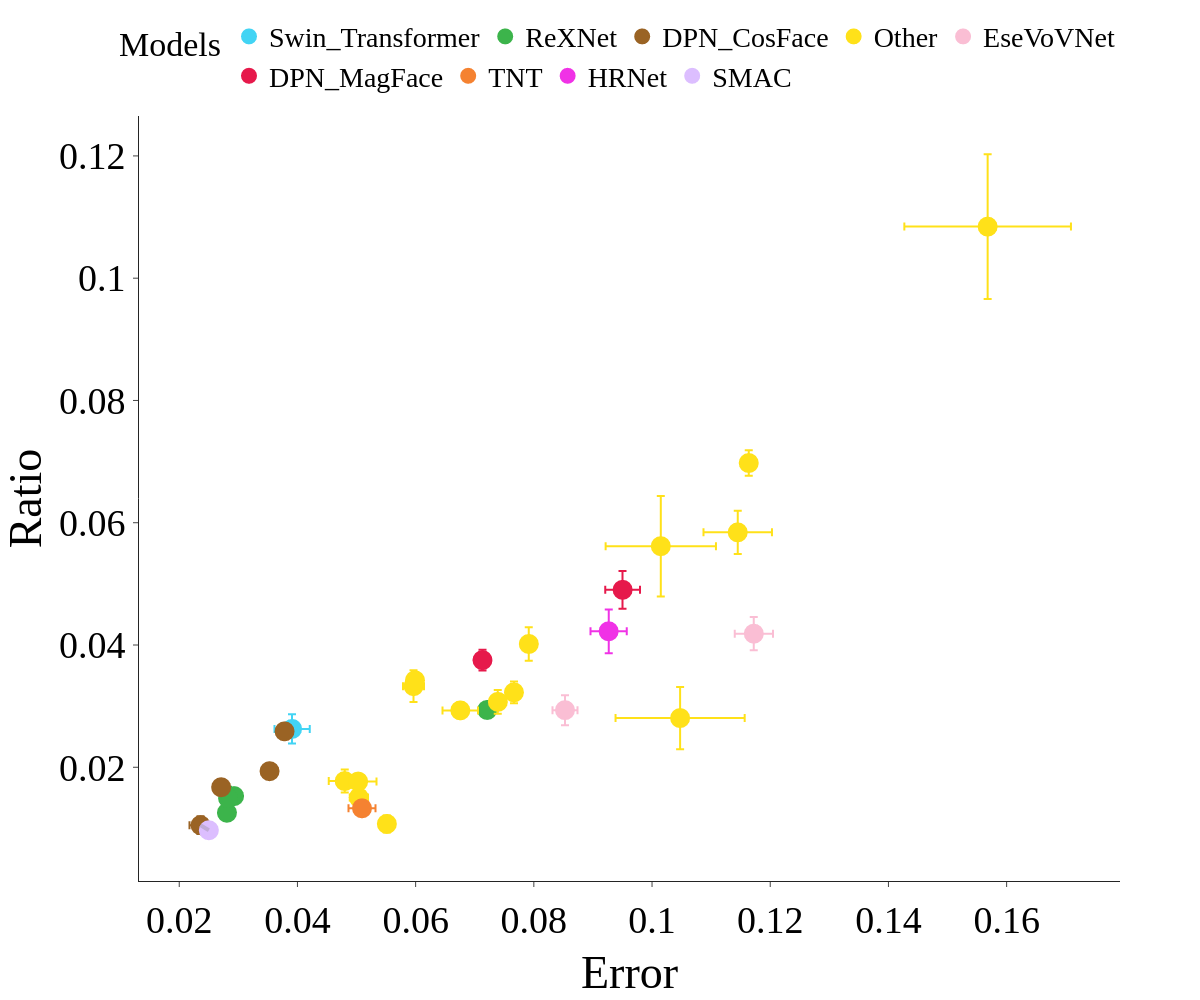 Models Swin_Transformer ReXNet DPN_CosFace Other EseVoVNet
DPN_MagFace TNT HRNet SMAC
0.12
0.1
0.08
0.06
0.04
0.02
Ratio
0.02 0.04 0.06 0.08 0.1 0.12 0.14 0.16
Error